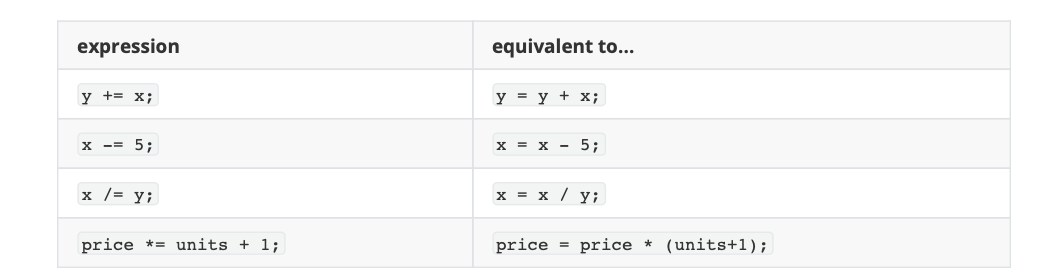 expression equivalent to...
y += x; y = y + x;
x -= 5; x = x - 5;
x /= y; x = x / y;
price *= units + 1; price = price * (units+1);